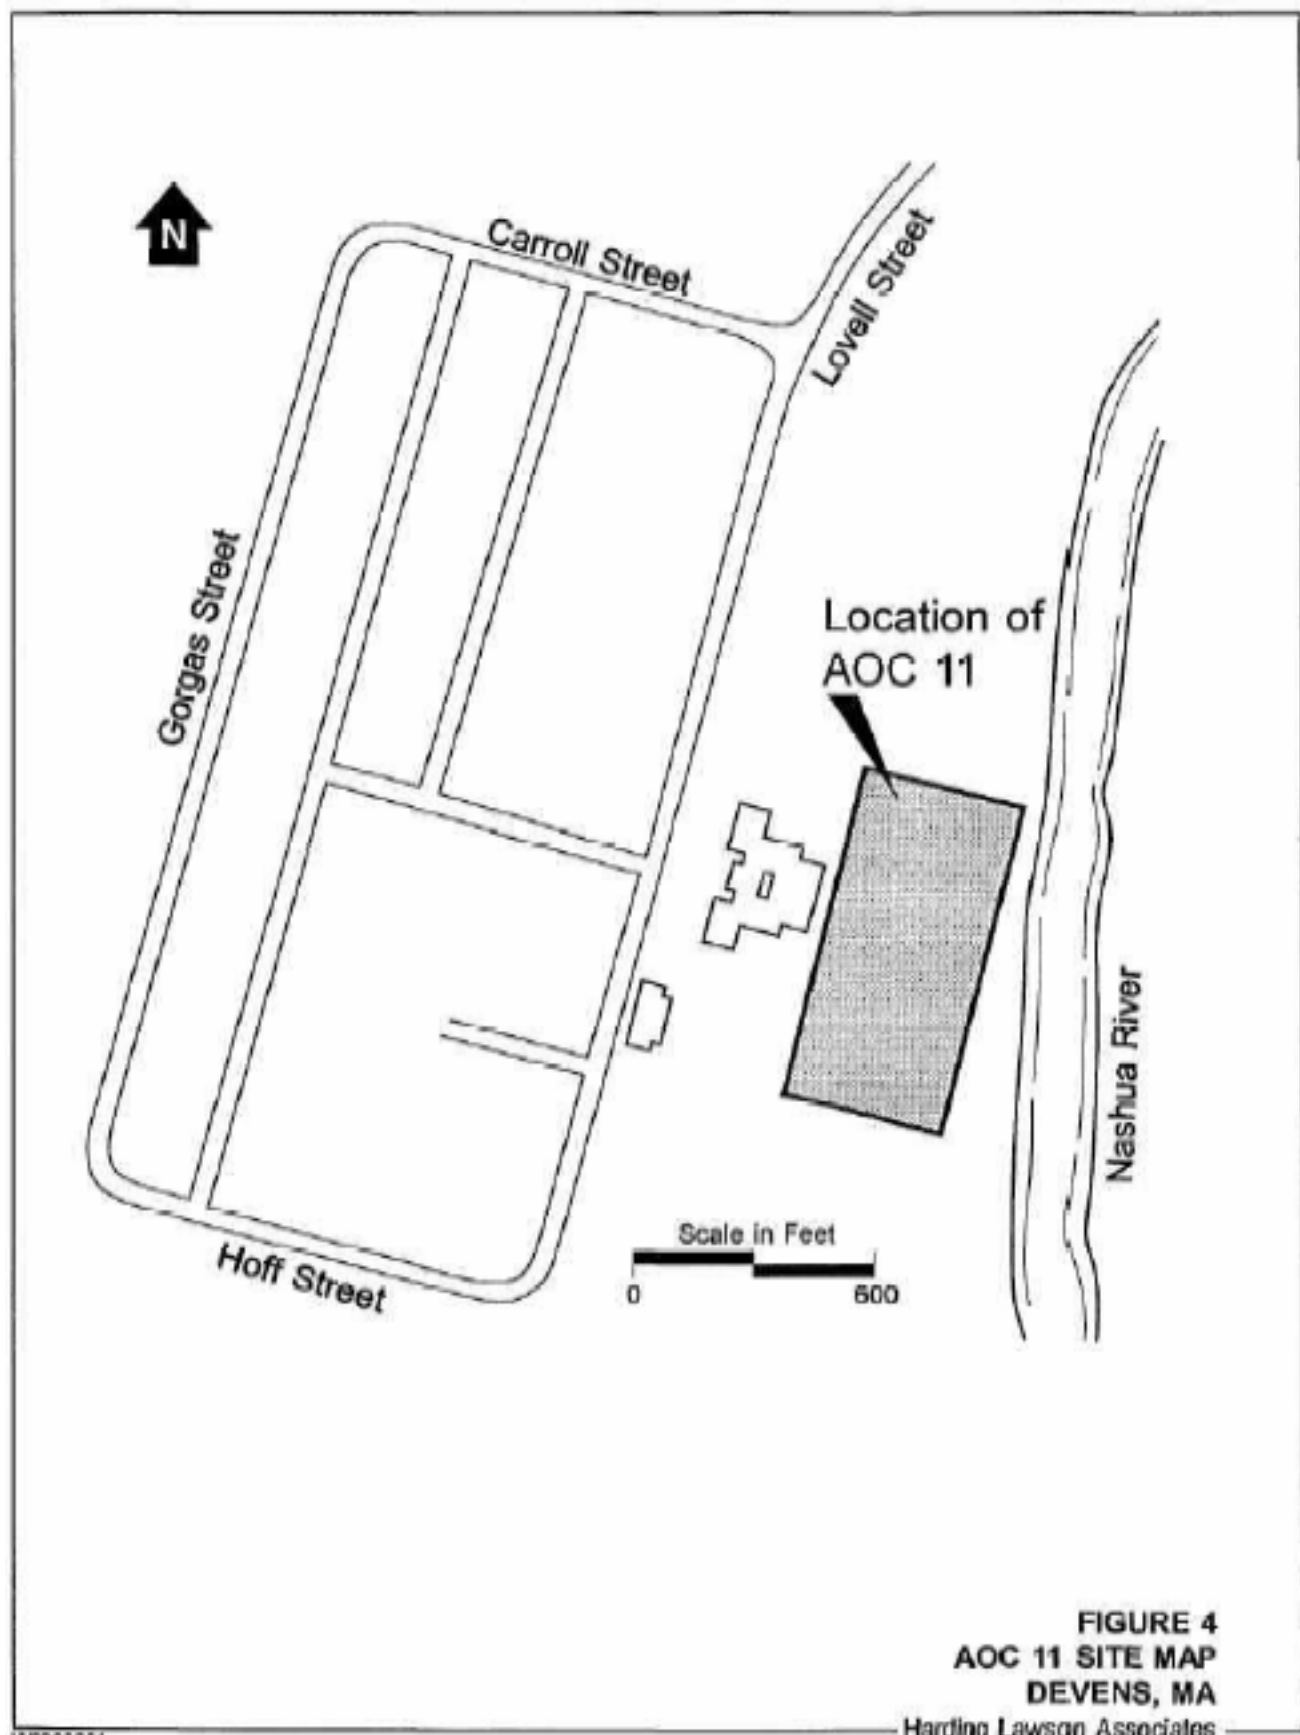 N
Carroll Street
Lovell Street
Gorgas Street
Location of
AOC 11
Nashua River
Scale in Feet
0 600
Hoff Street
FIGURE 4
AOC 11 SITE MAP
DEVENS, MA
Harding Lawson Associates